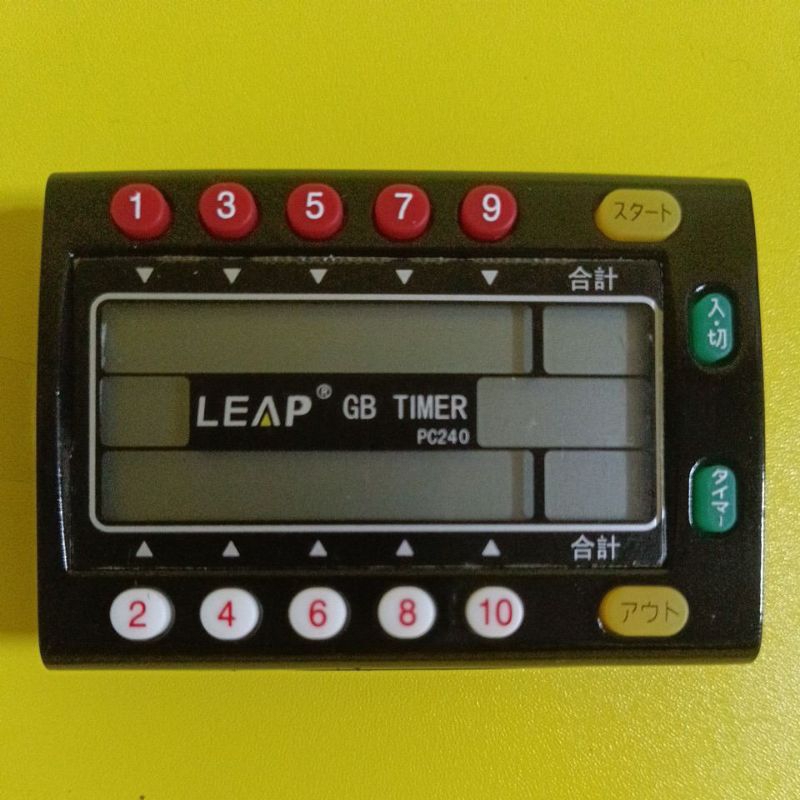 1 3 5 7 9 スタート
合計
入・切
LEAP® GB TIMER
PC240
タイマー
合計
2 4 6 8 10 アウト